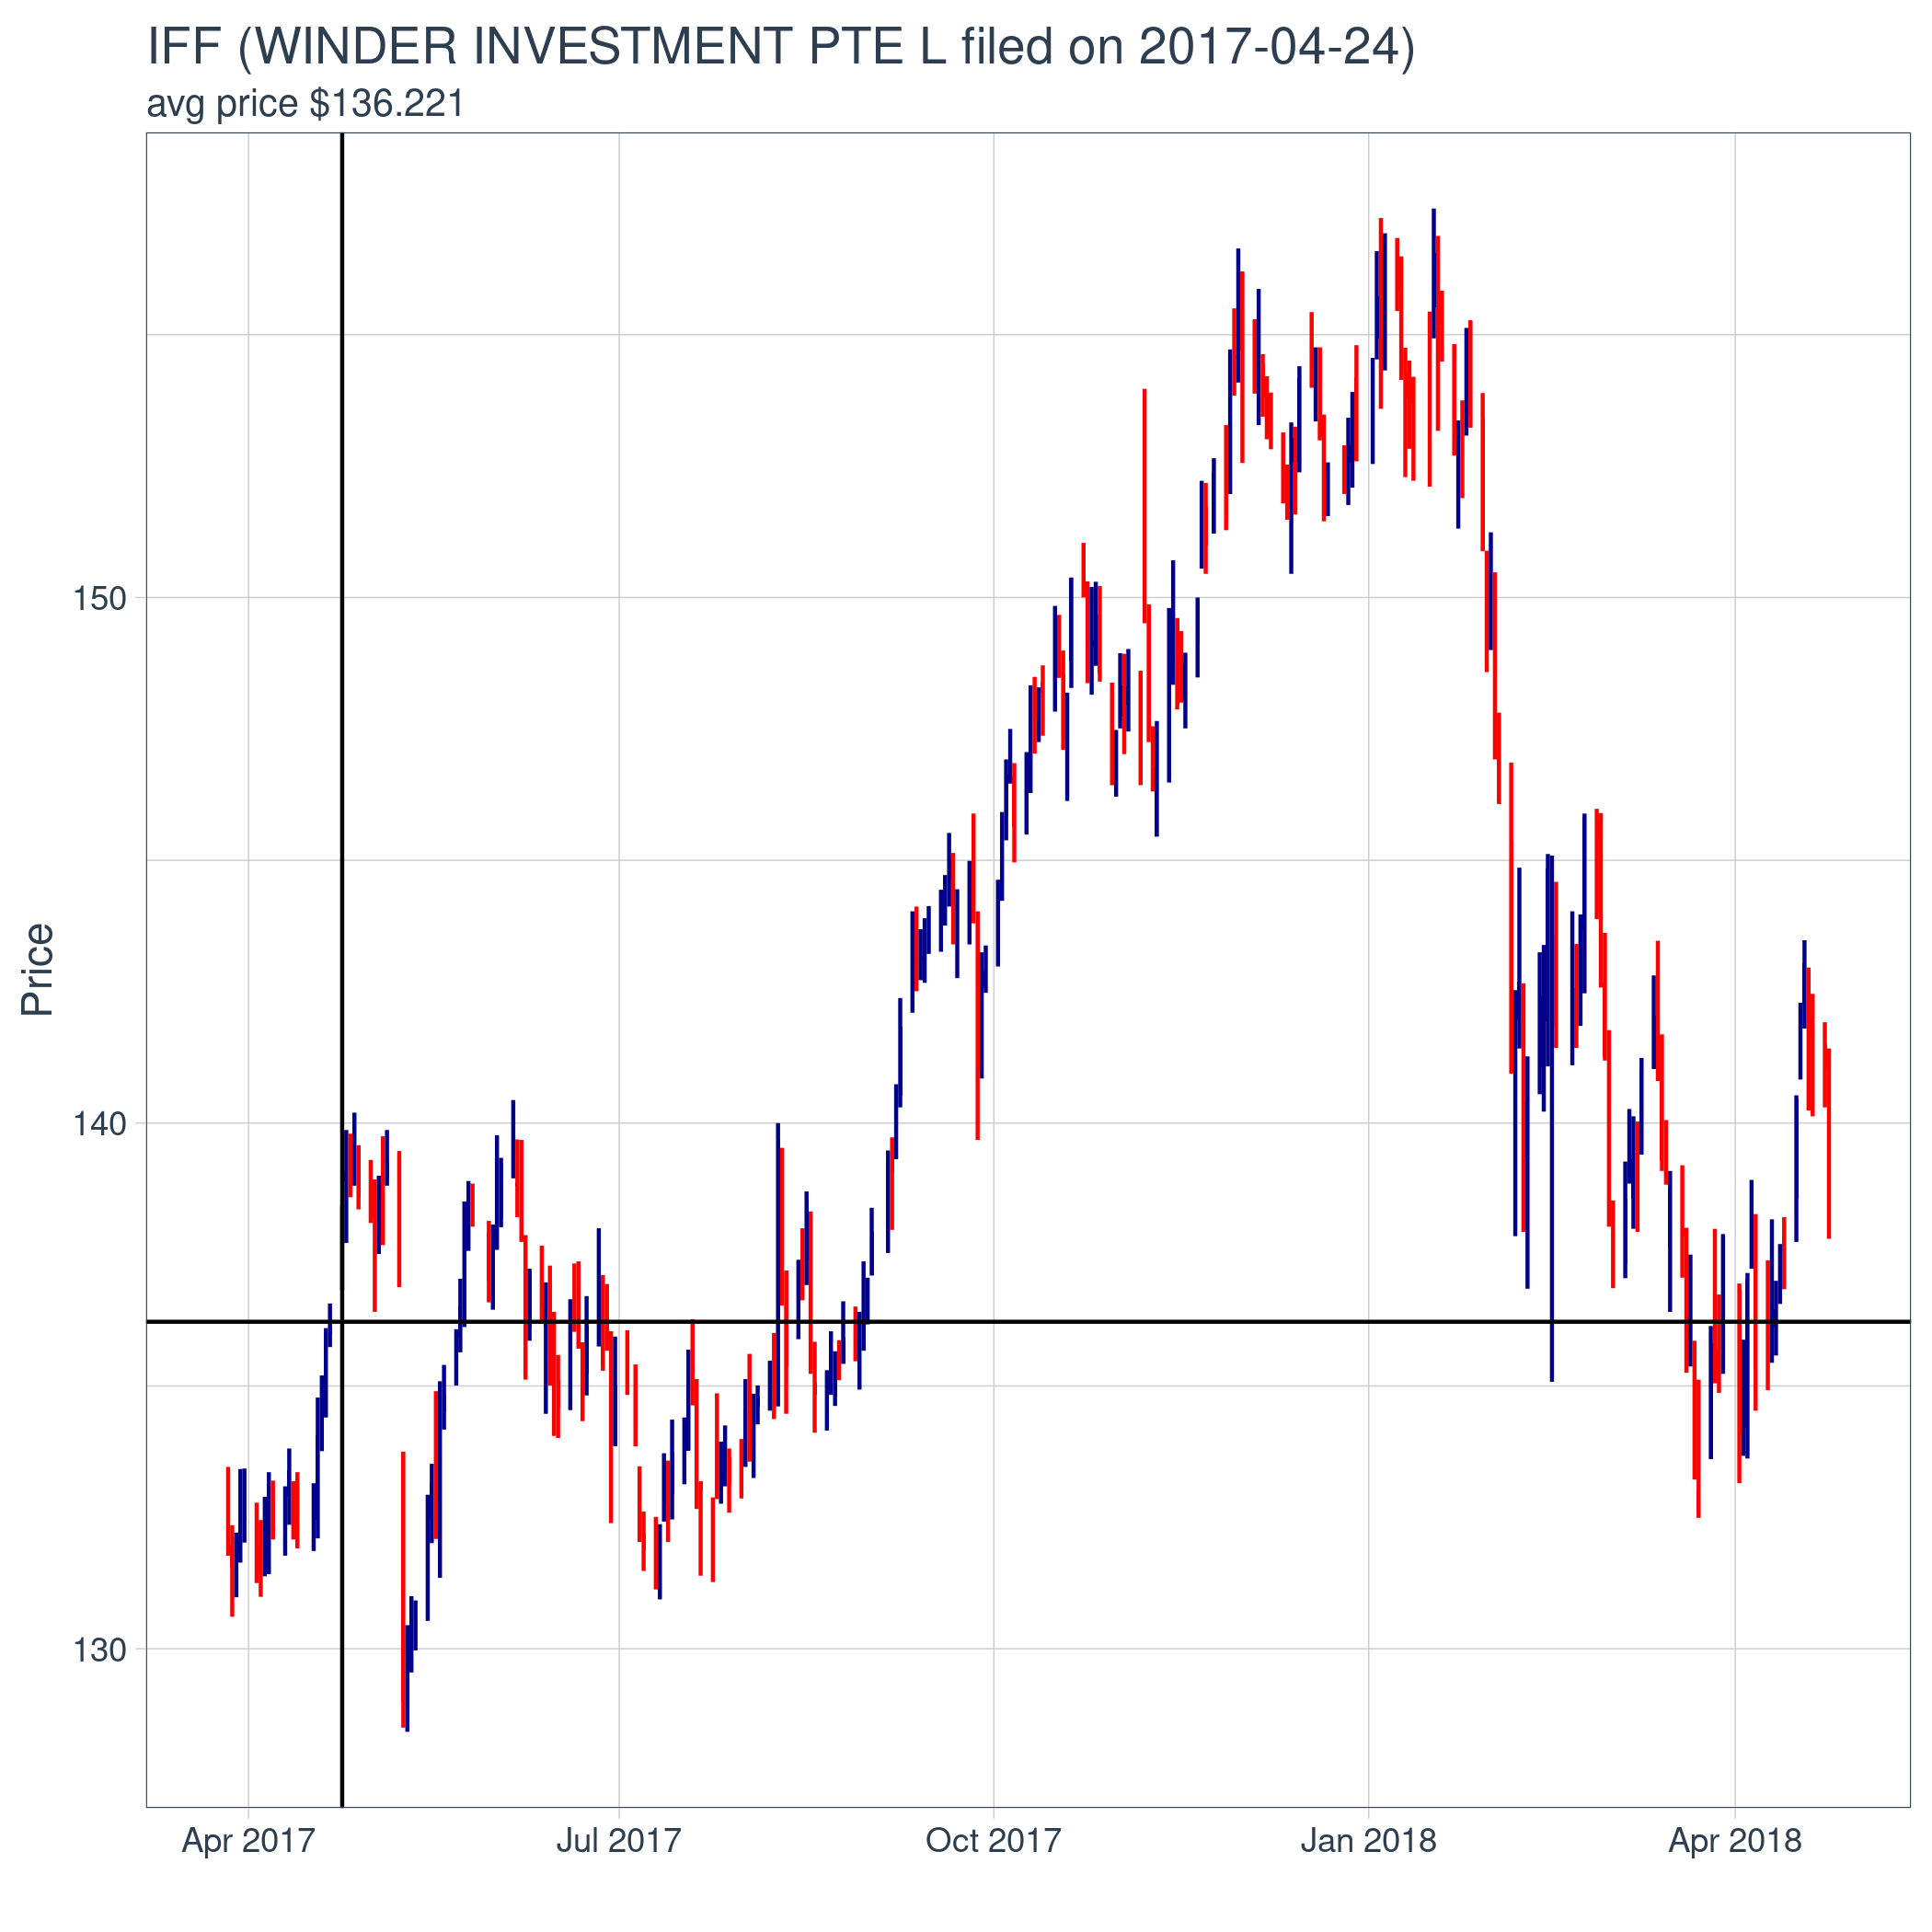 IFF (WINDER INVESTMENT PTE L filed on 2017-04-24)
avg price $136.221
Price
150
140
130
Apr 2017
Jul 2017
Oct 2017
Jan 2018
Apr 2018